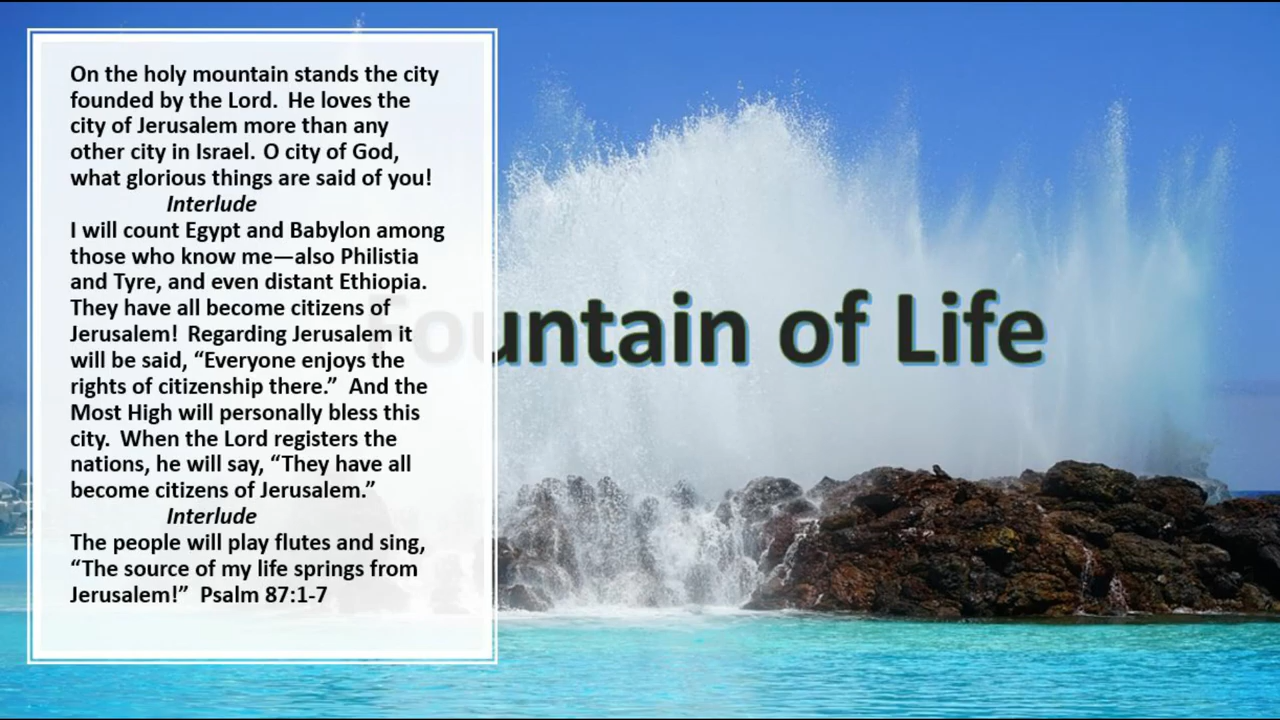 On the holy mountain stands the city
founded by the Lord.  He loves the
city of Jerusalem more than any
other city in Israel.  O city of God,
what glorious things are said of you!
Interlude
I will count Egypt and Babylon among
those who know me—also Philistia
and Tyre, and even distant Ethiopia.
They have all become citizens of
Jerusalem!  Regarding Jerusalem it
will be said, “Everyone enjoys the
rights of citizenship there.”  And the
Most High will personally bless this
city.  When the Lord registers the
nations, he will say, “They have all
become citizens of Jerusalem.”
Interlude
The people will play flutes and sing,
“The source of my life springs from
Jerusalem!”  Psalm 87:1-7
Fountain of Life